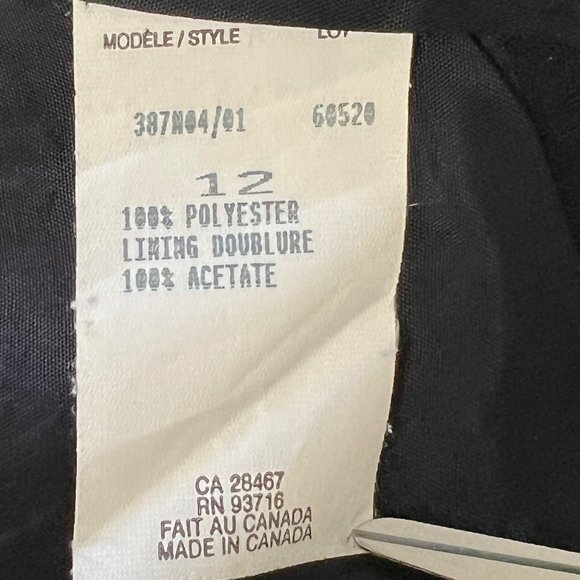 MODÈLE / STYLE LOT
387N04/01 60520
12
100% POLYESTER
LINING DOUBLURE
100% ACETATE
CA 28467
RN 93716
FAIT AU CANADA
MADE IN CANADA